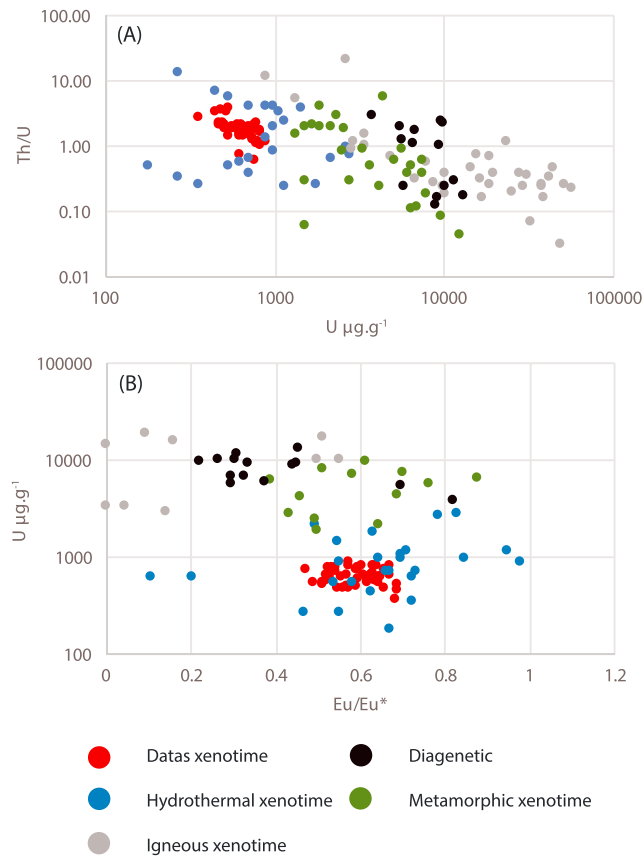 100.00
(A)
10.00
Th/U
1.00
0.10
0.01
100
1000
10000
100000
U µg.g⁻¹
100000
(B)
10000
U µg.g⁻¹
1000
100
0
0.2
0.4
0.6
0.8
1
1.2
Eu/Eu*
Datas xenotime
Diagenetic
Hydrothermal xenotime
Metamorphic xenotime
Igneous xenotime